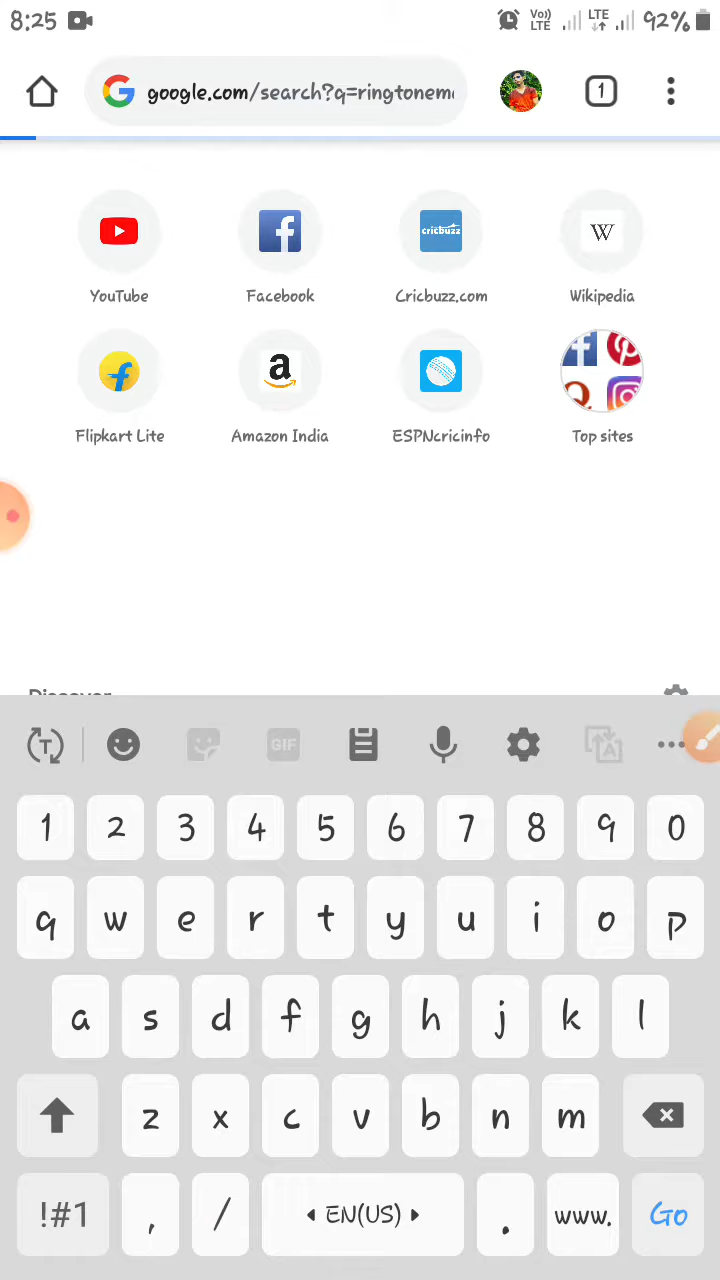 8:25 Vo)) LTE LTE 92%
google.com/search?q=ringtonem
1
cricbuzz W
YouTube Facebook Cricbuzz.com Wikipedia
Flipkart Lite Amazon India ESPNcricinfo Top sites
Discover
T GIF A
1 2 3 4 5 6 7 8 9 0
q w e r t y u i o p
a s d f g h j k l
z x c v b n m
!#1 , / EN(US) . www. Go